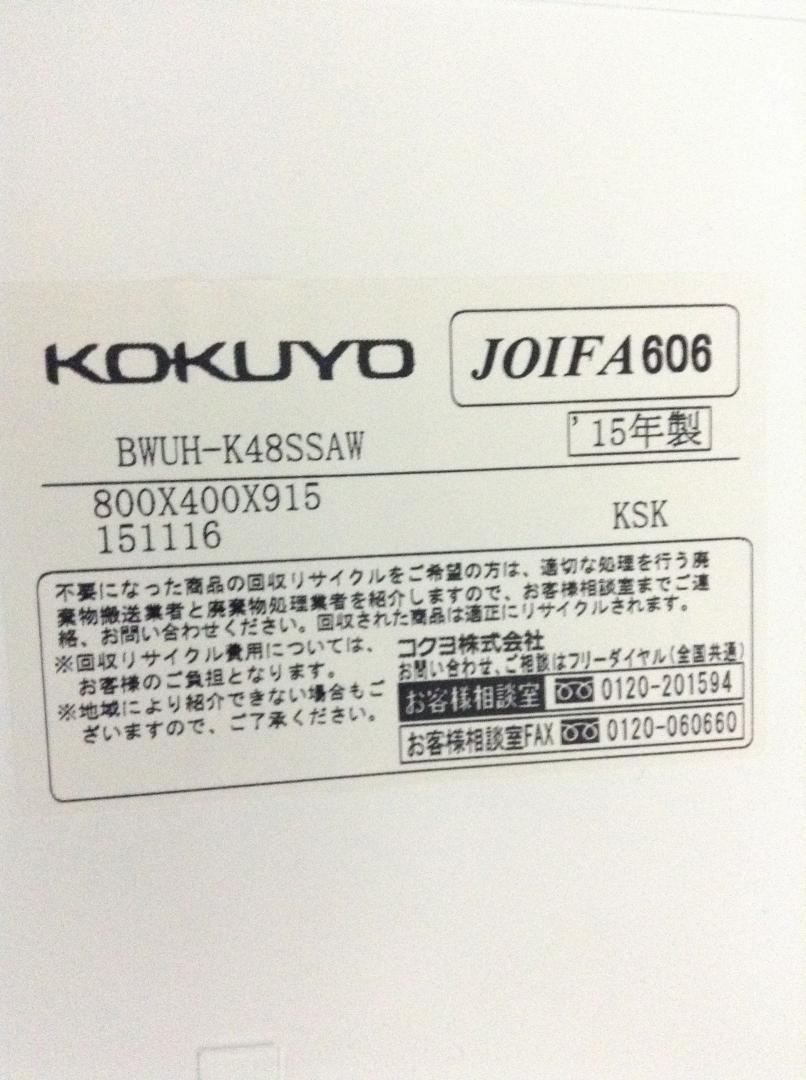 KOKUYO
JOIFA606
BWUH-K48SSAW
'15年製
800X400X915
151116
KSK
不要になった商品の回収リサイクルをご希望の方は、適切な処理を行う廃
棄物搬送業者と廃棄物処理業者を紹介しますので、お客様相談室までご連
絡、お問い合わせください。回収された商品は適正にリサイクルされます。
※回収リサイクル費用については、
お客様のご負担となります。
※地域により紹介できない場合もご
ざいますので、ご了承ください。
コクヨ株式会社
お問い合わせ、ご相談はフリーダイヤル(全国共通)
お客様相談室 0120-201594
お客様相談室FAX 0120-060660